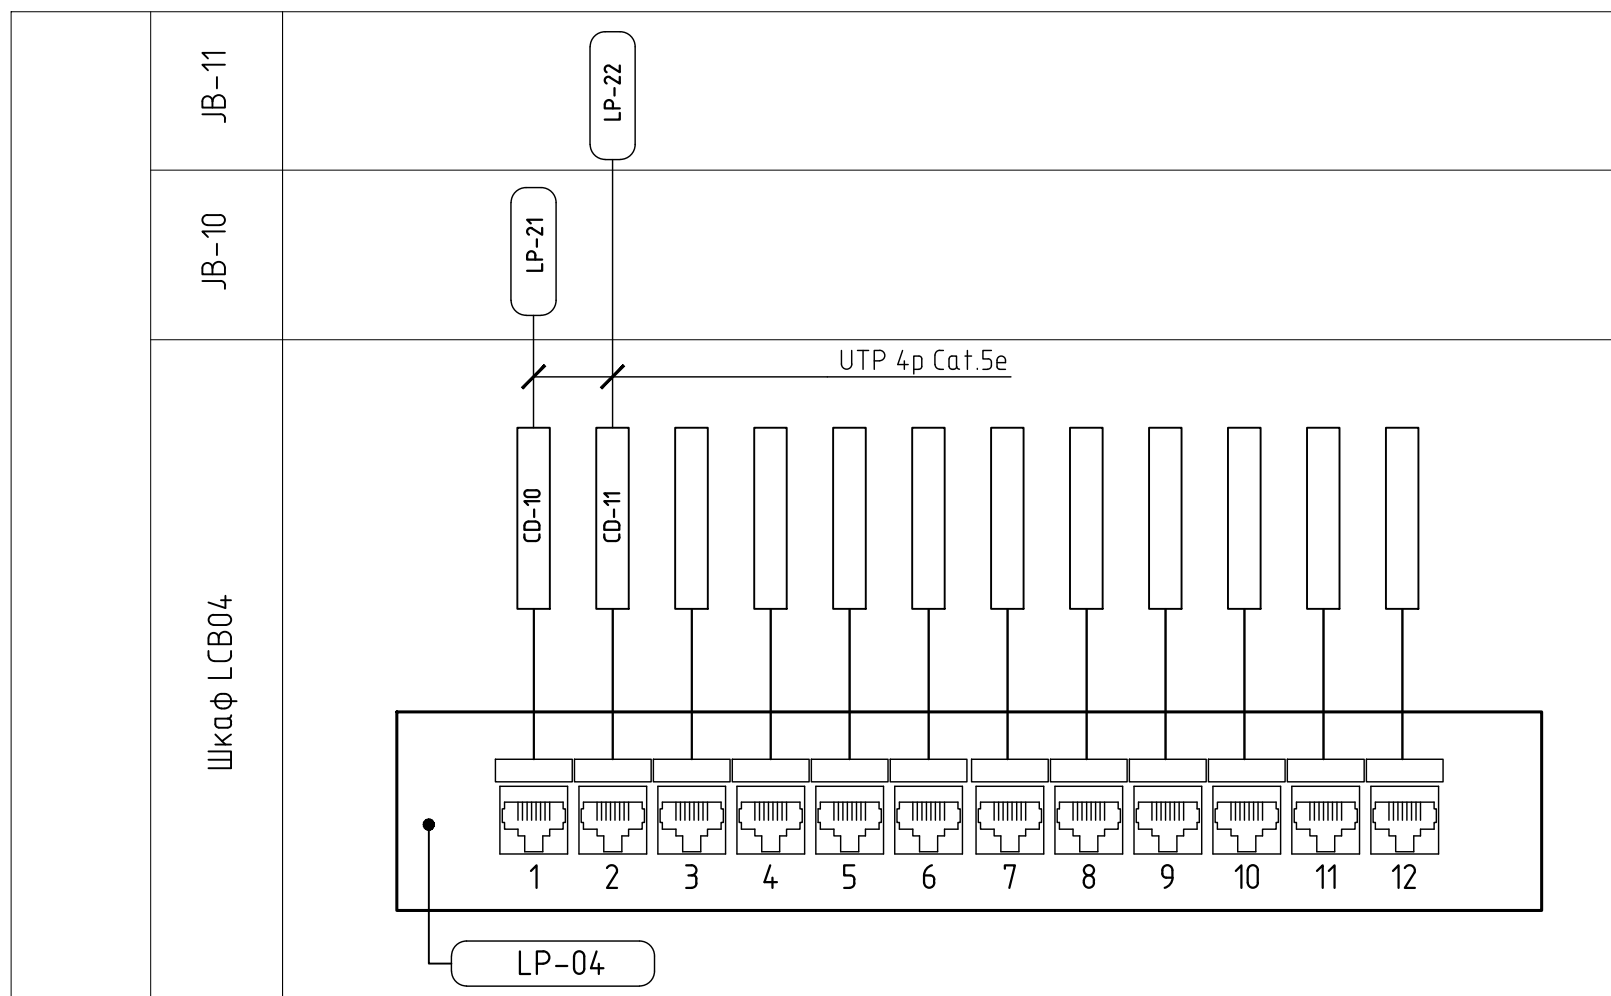 JB-11
LP-22
JB-10
LP-21
UTP 4p Cat.5e
CD-10
CD-11
Шкаф LCB04
1 2 3 4 5 6 7 8 9 10 11 12
LP-04